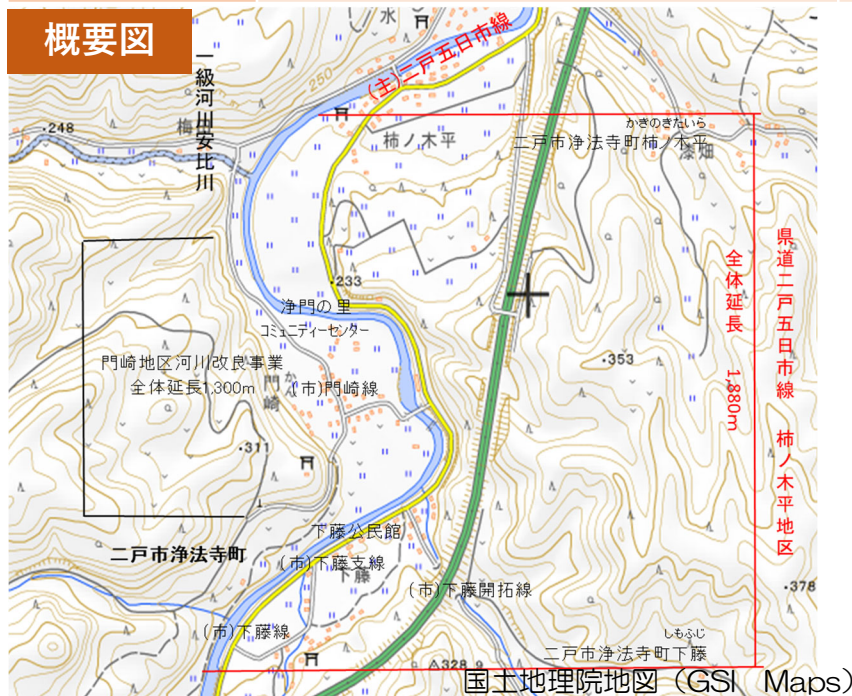 概要図
一級河川安比川
(主)二戸五日市線
水
250
248
梅
柿ノ木平
かきのきたいら
二戸市浄法寺町柿ノ木平
漆畑
県道二戸五日市線 柿ノ木平地区
全体延長 1,880m
233
浄門の里
コミュニティーセンター
門崎地区河川改良事業
全体延長1,300m
門崎
かん
(市)門崎線
353
311
下藤公民館
二戸市浄法寺町
(市)下藤支線
下藤
(市)下藤開拓線
378
(市)下藤線
しもふじ
二戸市浄法寺町下藤
328.9
国土地理院地図（GSI Maps）